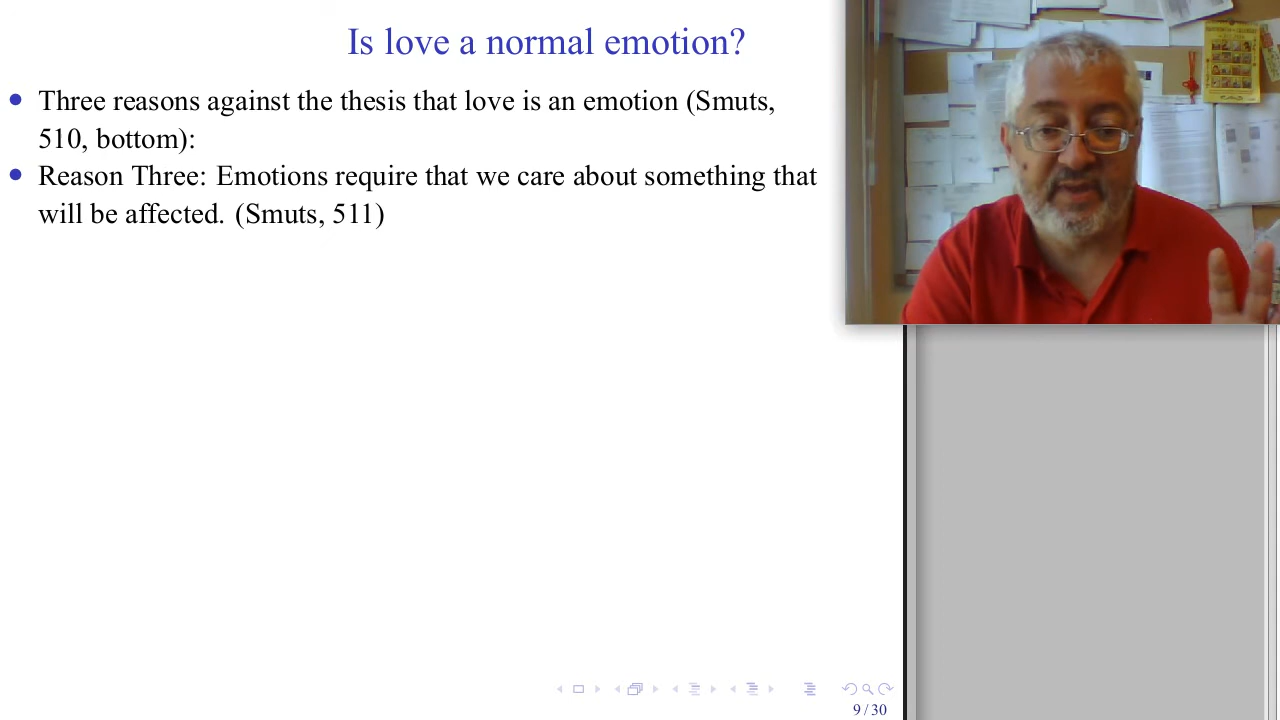 Is love a normal emotion?
Three reasons against the thesis that love is an emotion (Smuts,
510, bottom):
Reason Three: Emotions require that we care about something that
will be affected. (Smuts, 511)
9 / 30